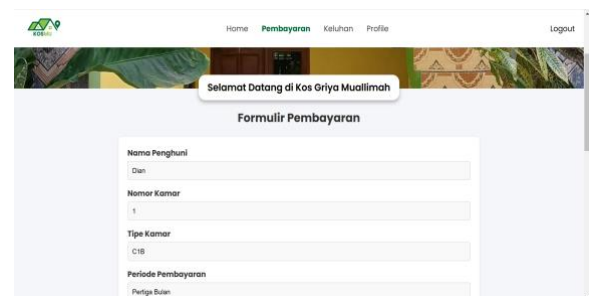 KOSMU
Home Pembayaran Keluhan Profile Logout
Selamat Datang di Kos Griya Muallimah
Formulir Pembayaran
Nama Penghuni
Dian
Nomor Kamar
1
Tipe Kamar
C1B
Periode Pembayaran
Pertiga Bulan